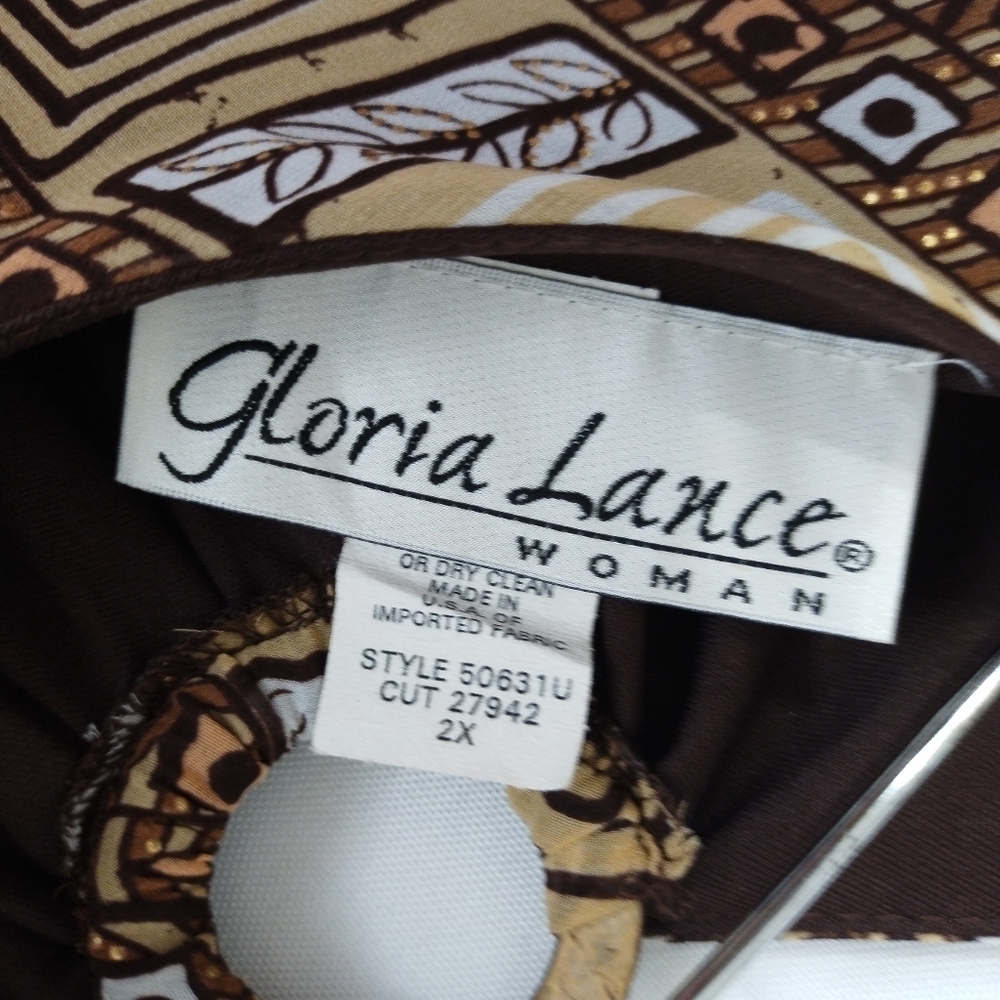 Gloria Lance®
WOMAN
OR DRY CLEAN
MADE IN
U.S.A. OF
IMPORTED FABRIC
STYLE 50631U
CUT 27942
2X